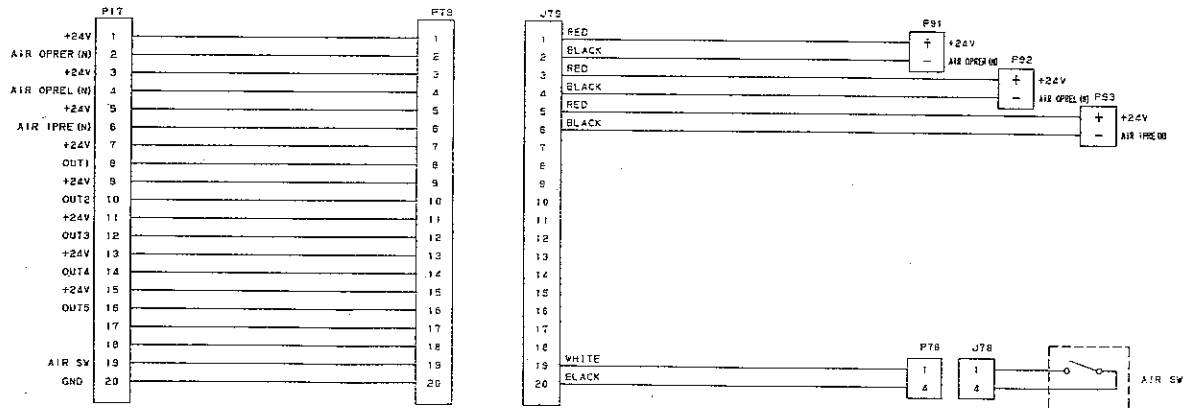 P17 P79 J79
+24V 1 1 1 RED P91 + +24V
AIR OPRER(N) 2 2 2 BLACK - AIR OPRER(N) P92
+24V 3 3 3 RED + +24V
AIR OPREL(N) 4 4 4 BLACK - AIR OPREL(N) P93
+24V 5 5 5 RED + +24V
AIR IPRE(N) 6 6 6 BLACK - AIR IPRE(N)
+24V 7 7 7
OUT1 8 8 8
+24V 9 9 9
OUT2 10 10 10
+24V 11 11 11
OUT3 12 12 12
+24V 13 13 13
OUT4 14 14 14
+24V 15 15 15
OUT5 16 16 16
17 17 17
18 18 18 P78 J78
AIR SW 19 19 19 WHITE 1 1 AIR SW
GND 20 20 20 BLACK 4 4